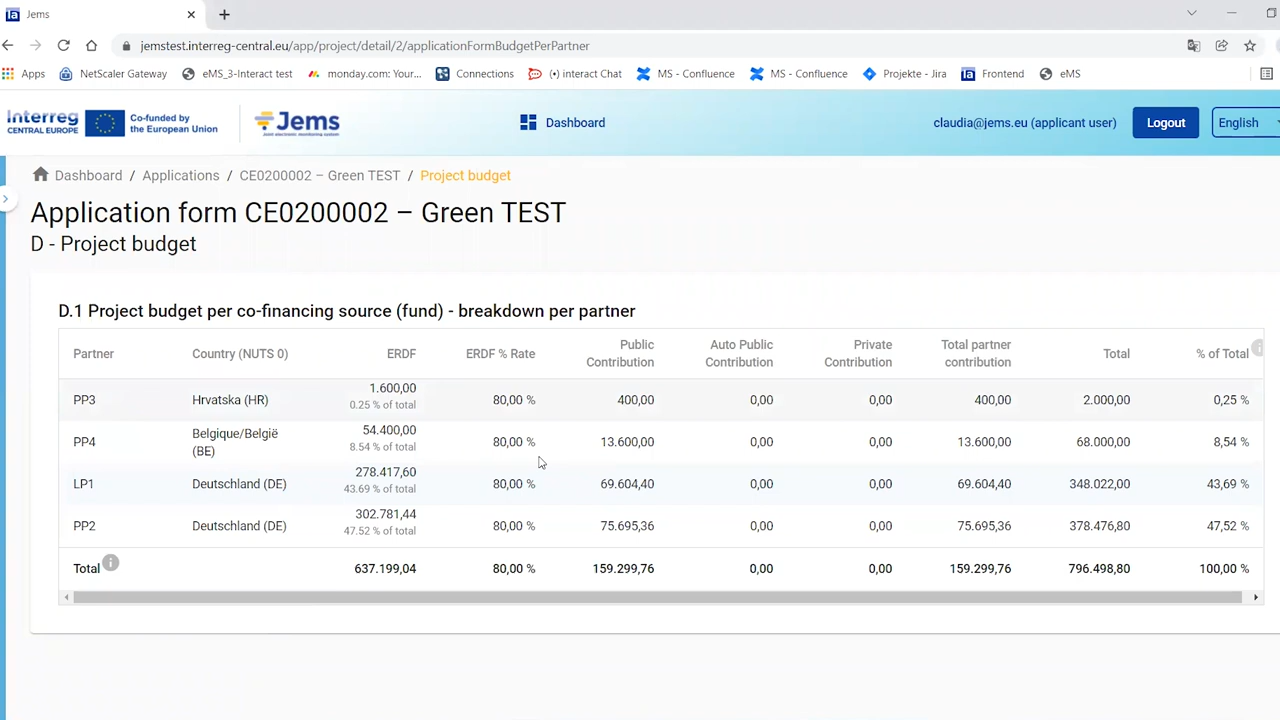 Jems
jemstest.interreg-central.eu/app/project/detail/2/applicationFormBudgetPerPartner
Apps NetScaler Gateway eMS_3-Interact test monday.com: Your... Connections (•) interact Chat MS - Confluence MS - Confluence Projekte - Jira Frontend eMS
Interreg
CENTRAL EUROPE
Co-funded by
the European Union
Jems
Joint electronic monitoring system
Dashboard
claudia@jems.eu (applicant user)
Logout
English
Dashboard / Applications / CE0200002 – Green TEST / Project budget
Application form CE0200002 – Green TEST
D - Project budget
D.1 Project budget per co-financing source (fund) - breakdown per partner
Partner Country (NUTS 0) ERDF ERDF % Rate Public Contribution Auto Public Contribution Private Contribution Total partner contribution Total % of Total
PP3 Hrvatska (HR) 1.600,00 0.25 % of total 80,00 % 400,00 0,00 0,00 400,00 2.000,00 0,25 %
PP4 Belgique/België (BE) 54.400,00 8.54 % of total 80,00 % 13.600,00 0,00 0,00 13.600,00 68.000,00 8,54 %
LP1 Deutschland (DE) 278.417,60 43.69 % of total 80,00 % 69.604,40 0,00 0,00 69.604,40 348.022,00 43,69 %
PP2 Deutschland (DE) 302.781,44 47.52 % of total 80,00 % 75.695,36 0,00 0,00 75.695,36 378.476,80 47,52 %
Total 637.199,04 80,00 % 159.299,76 0,00 0,00 159.299,76 796.498,80 100,00 %